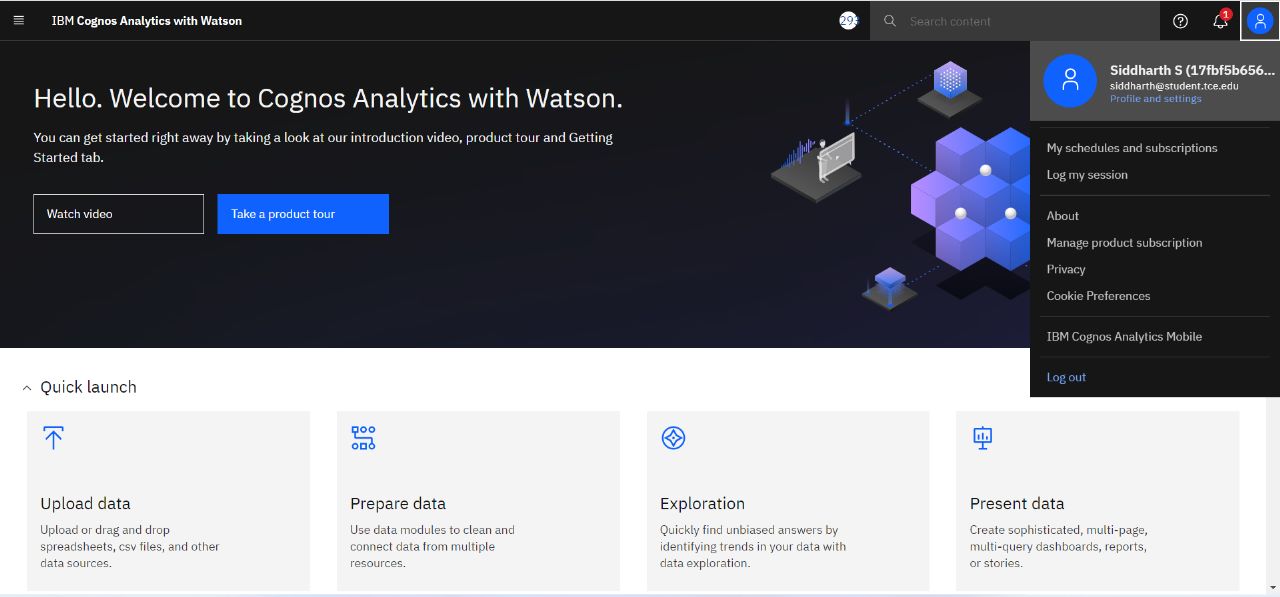 IBM Cognos Analytics with Watson
293
Search content
1
Siddharth S (17fbf5b656...
siddharth@student.tce.edu
Profile and settings
My schedules and subscriptions
Log my session
About
Manage product subscription
Privacy
Cookie Preferences
IBM Cognos Analytics Mobile
Log out
Hello. Welcome to Cognos Analytics with Watson.
You can get started right away by taking a look at our introduction video, product tour and Getting
Started tab.
Watch video
Take a product tour
Quick launch
Upload data
Upload or drag and drop
spreadsheets, csv files, and other
data sources.
Prepare data
Use data modules to clean and
connect data from multiple
resources.
Exploration
Quickly find unbiased answers by
identifying trends in your data with
data exploration.
Present data
Create sophisticated, multi-page,
multi-query dashboards, reports,
or stories.